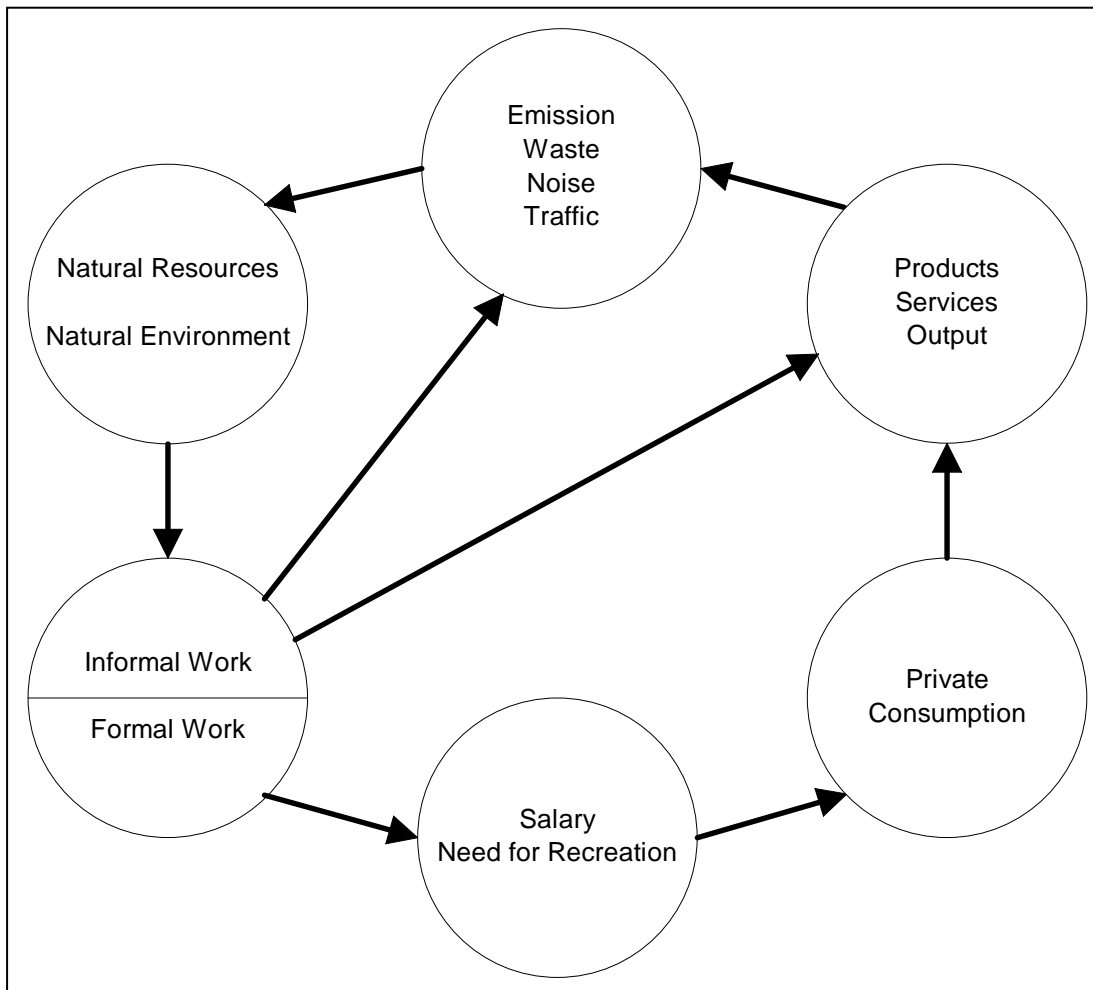 Emission
Waste
Noise
Traffic
Natural Resources
Natural Environment
Products
Services
Output
Informal Work
Formal Work
Private
Consumption
Salary
Need for Recreation